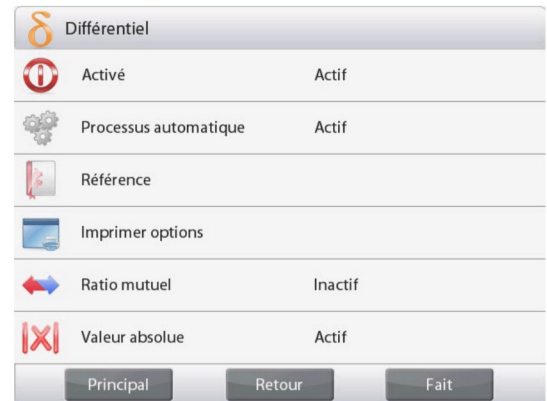 δ Différentiel
Activé Actif
Processus automatique Actif
Référence
Imprimer options
Ratio mutuel Inactif
|X| Valeur absolue Actif
Principal Retour Fait